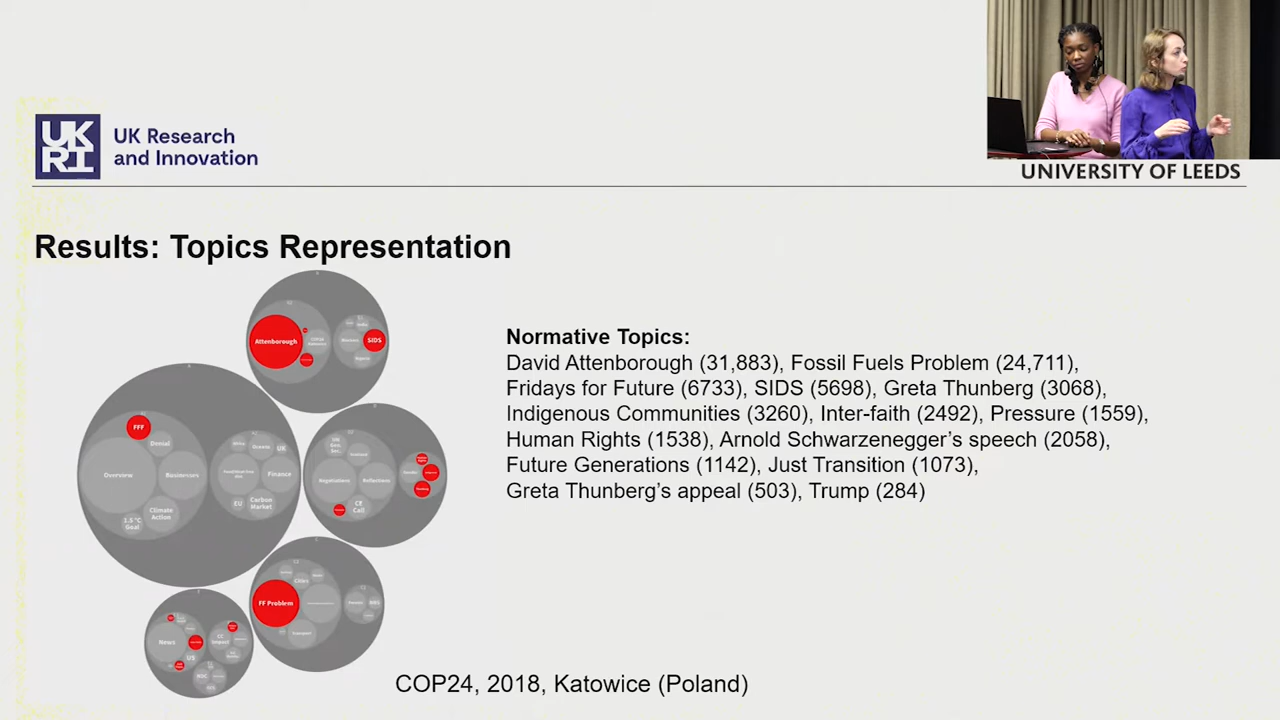 UK
RI
UK Research
and Innovation
UNIVERSITY OF LEEDS
Results: Topics Representation
Attenborough
SIDS
FFF
Denial
Overview
Businesses
1.5 °C
Goal
Climate
Action
UK
Finance
EU
Carbon
Market
Negotiations
Reflections
CE
Call
Cities
FF Problem
Transport
News
US
Impact
Normative Topics:
David Attenborough (31,883), Fossil Fuels Problem (24,711),
Fridays for Future (6733), SIDS (5698), Greta Thunberg (3068),
Indigenous Communities (3260), Inter-faith (2492), Pressure (1559),
Human Rights (1538), Arnold Schwarzenegger's speech (2058),
Future Generations (1142), Just Transition (1073),
Greta Thunberg's appeal (503), Trump (284)
COP24, 2018, Katowice (Poland)